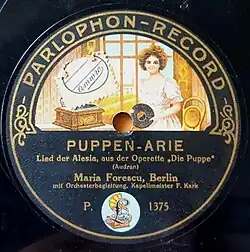 PARLOPHON-RECORD
PUPPEN-ARIE
Lied der Alesia, aus der Operette „Die Puppe"
(Audran)
Maria Forescu, Berlin
mit Orchesterbegleitung, Kapellmeister F. Kark
P. 1375